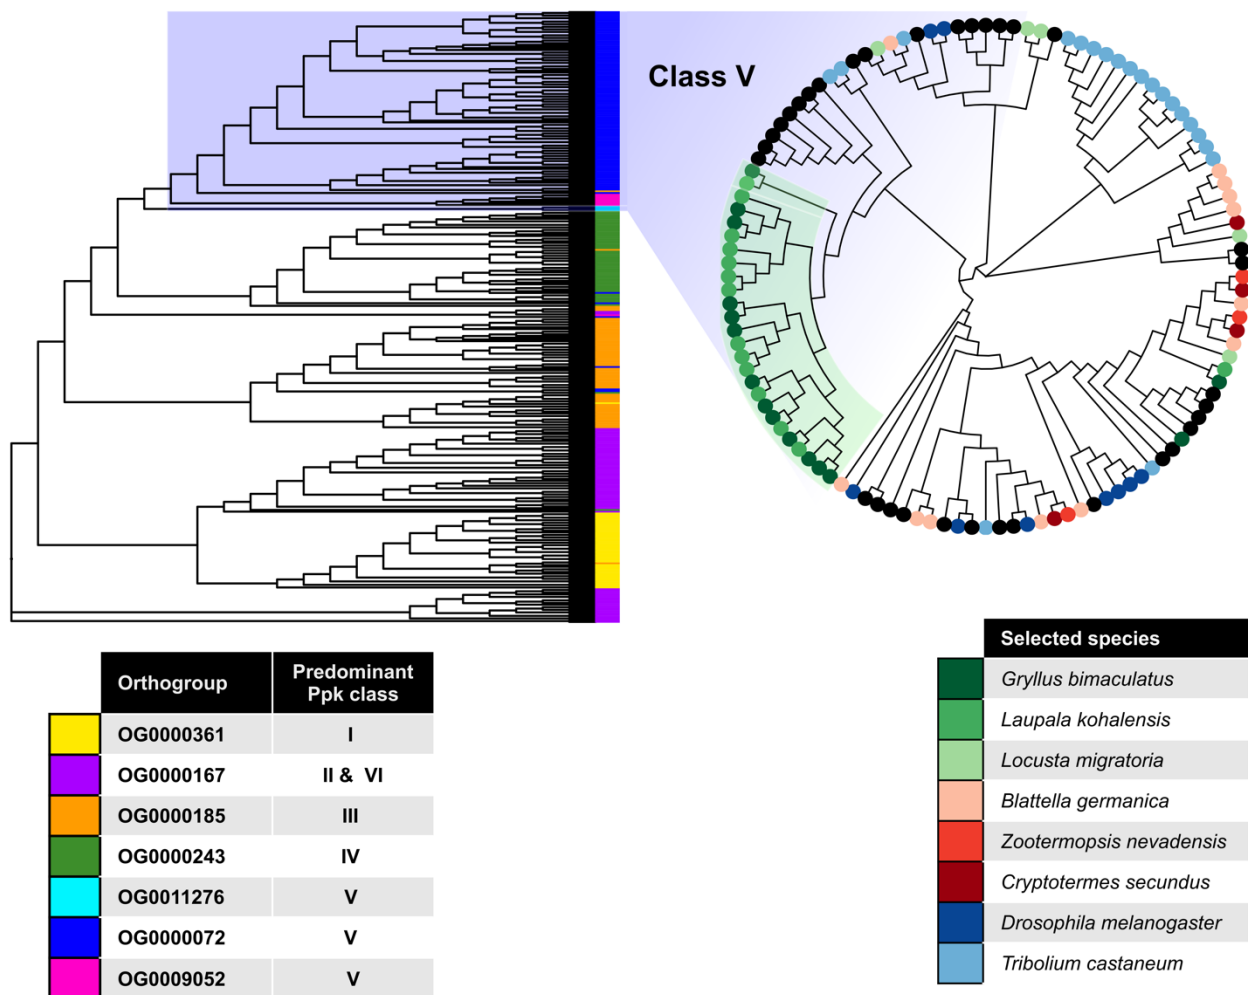 Class V
Orthogroup Predominant
Ppk class
OG0000361 I
OG0000167 II & VI
OG0000185 III
OG0000243 IV
OG0011276 V
OG0000072 V
OG0009052 V
Selected species
Gryllus bimaculatus
Laupala kohalensis
Locusta migratoria
Blattella germanica
Zootermopsis nevadensis
Cryptotermes secundus
Drosophila melanogaster
Tribolium castaneum